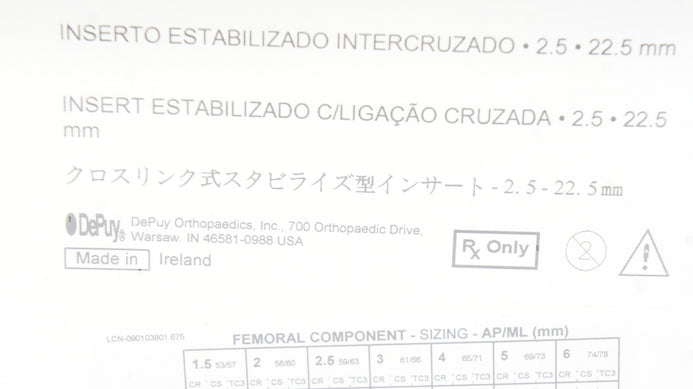 INSERTO ESTABILIZADO INTERCRUZADO • 2.5 • 22.5 mm
INSERT ESTABILIZADO C/LIGAÇÃO CRUZADA • 2.5 • 22.5
mm
クロスリンク式スタビライズ型インサート - 2.5 - 22.5mm
DePuy® DePuy Orthopaedics, Inc., 700 Orthopaedic Drive,
Warsaw. IN 46581-0988 USA
Made in Ireland
Rx Only
2
!
LCN-090103801 675
FEMORAL COMPONENT - SIZING - AP/ML (mm)
1.5 53/57 2 56/60 2.5 59/63 3 61/66 4 65/71 5 69/73 6 74/78
CR CS TC3 CR CS TC3 CR CS TC3 CR CS TC3 CR CS TC3 CR CS TC3 CR CS TC3